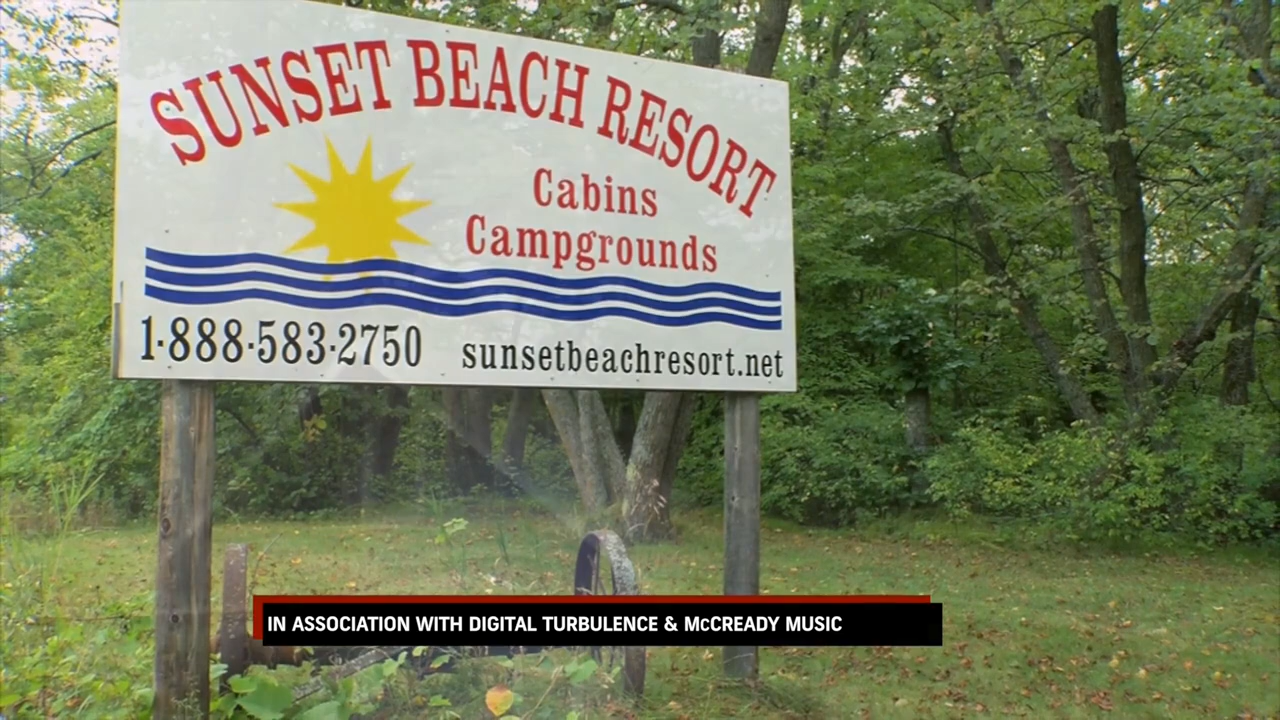 SUNSET BEACH RESORT
Cabins
Campgrounds
1-888-583-2750 sunsetbeachresort.net
IN ASSOCIATION WITH DIGITAL TURBULENCE & McCREADY MUSIC